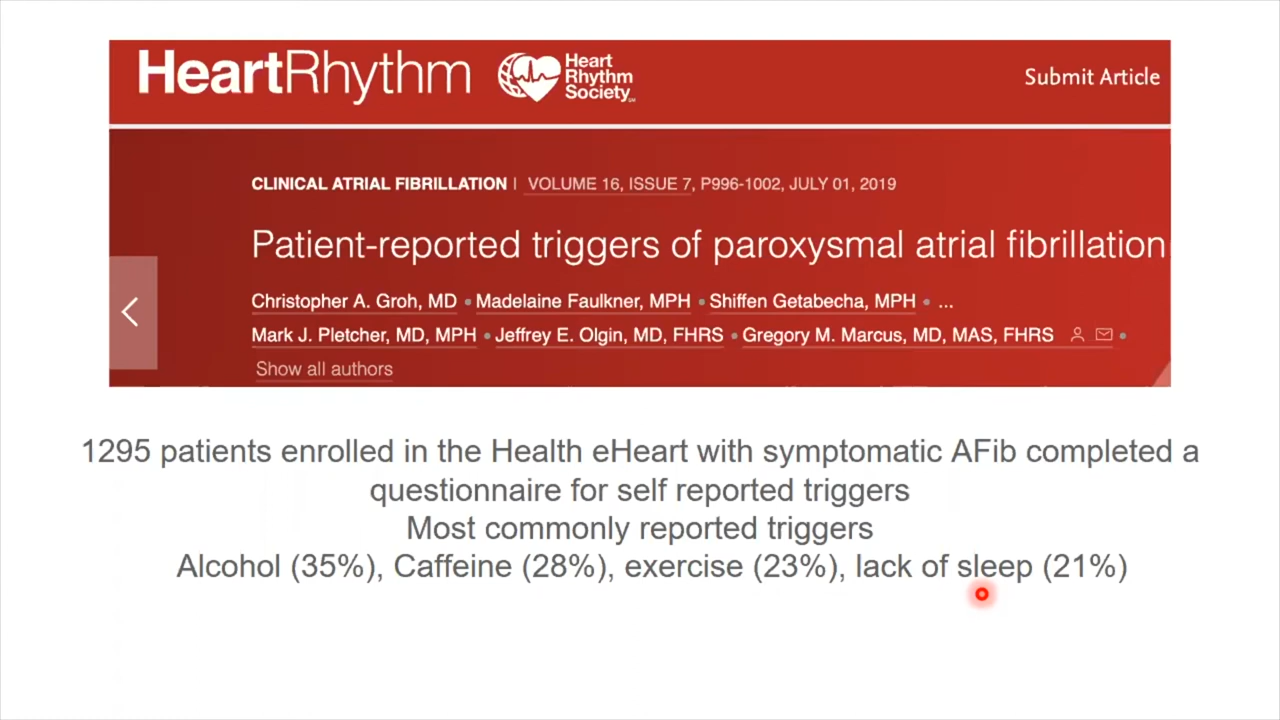 HeartRhythm
Heart
Rhythm
Society
Submit Article
CLINICAL ATRIAL FIBRILLATION | VOLUME 16, ISSUE 7, P996-1002, JULY 01, 2019
Patient-reported triggers of paroxysmal atrial fibrillation
Christopher A. Groh, MD • Madelaine Faulkner, MPH • Shiffen Getabecha, MPH • ...
Mark J. Pletcher, MD, MPH • Jeffrey E. Olgin, MD, FHRS • Gregory M. Marcus, MD, MAS, FHRS •
Show all authors
1295 patients enrolled in the Health eHeart with symptomatic AFib completed a
questionnaire for self reported triggers
Most commonly reported triggers
Alcohol (35%), Caffeine (28%), exercise (23%), lack of sleep (21%)